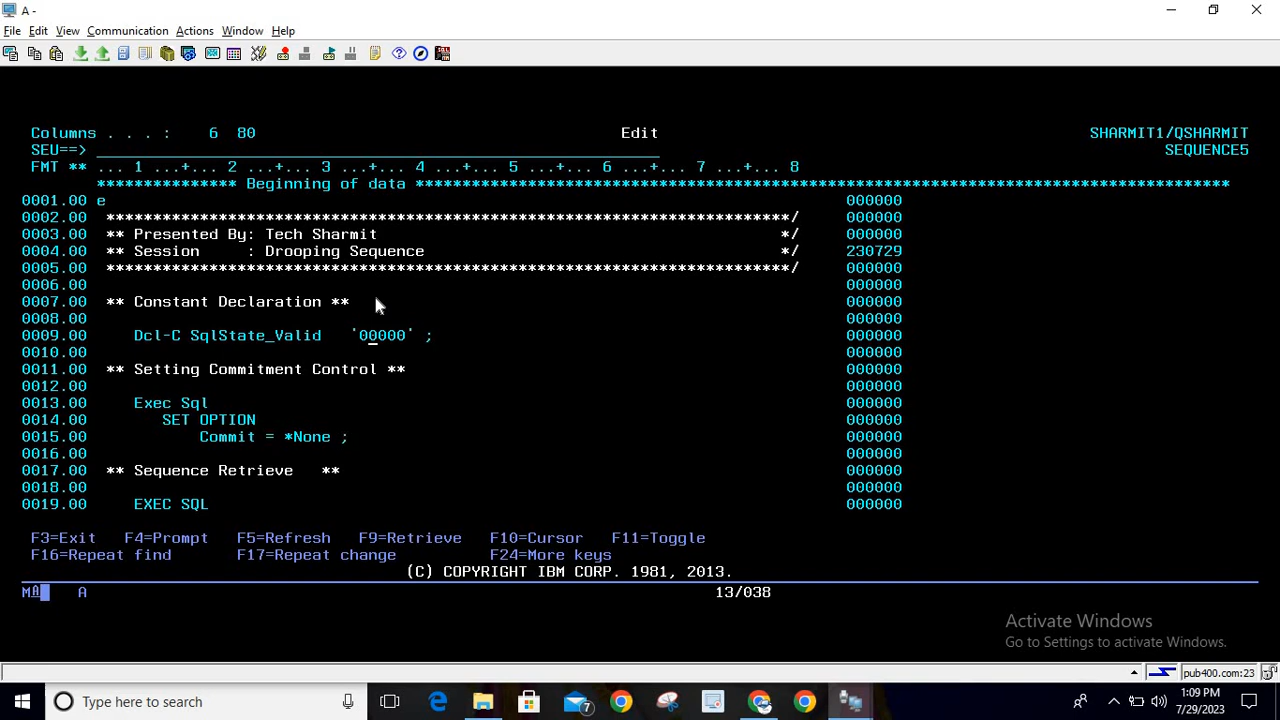 A -
File Edit View Communication Actions Window Help
Columns . . . :    6  80                    Edit                    SHARMIT1/QSHARMIT
SEU==>                    SEQUENCE5
FMT ** ... 1 ...+... 2 ...+... 3 ...+... 4 ...+... 5 ...+... 6 ...+... 7 ...+... 8
*************** Beginning of data ***************************************************************************************
0001.00 e                    000000
0002.00  *************************************************************************/     000000
0003.00  ** Presented By: Tech Sharmit                                           */     000000
0004.00  ** Session     : Drooping Sequence                                      */     230729
0005.00  *************************************************************************/     000000
0006.00                    000000
0007.00  ** Constant Declaration **                    000000
0008.00                    000000
0009.00     Dcl-C SqlState_Valid   '00000' ;                    000000
0010.00                    000000
0011.00  ** Setting Commitment Control **                    000000
0012.00                    000000
0013.00     Exec Sql                    000000
0014.00        SET OPTION                    000000
0015.00            Commit = *None ;                    000000
0016.00                    000000
0017.00  ** Sequence Retrieve   **                    000000
0018.00                    000000
0019.00     EXEC SQL                    000000
F3=Exit   F4=Prompt   F5=Refresh   F9=Retrieve   F10=Cursor   F11=Toggle
F16=Repeat find       F17=Repeat change          F24=More keys
(C) COPYRIGHT IBM CORP. 1981, 2013.
MA    A                    13/038
Activate Windows
Go to Settings to activate Windows.
pub400.com:23
Type here to search
7
1:09 PM
7/29/2023